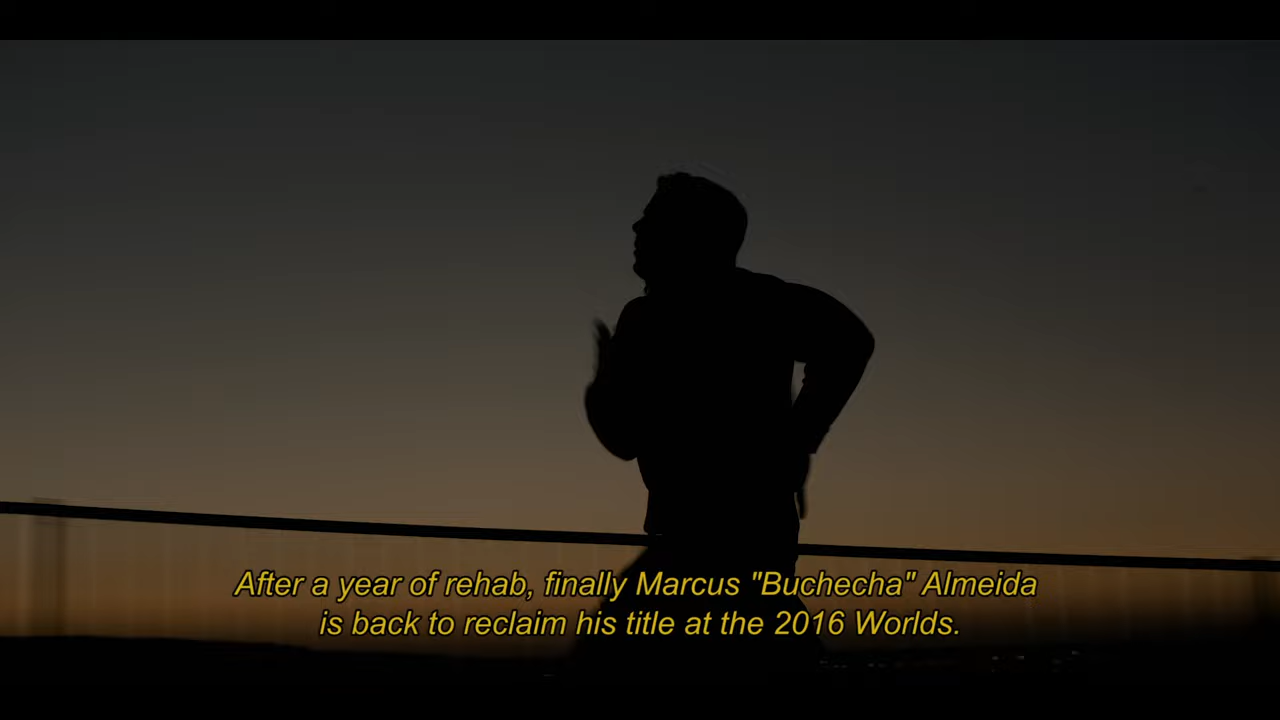 After a year of rehab, finally Marcus "Buchecha" Almeida
is back to reclaim his title at the 2016 Worlds.